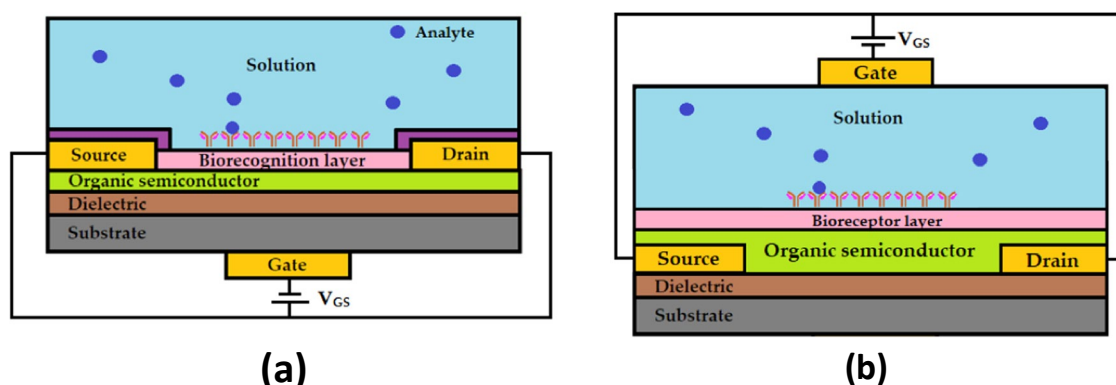 Analyte
Solution
Source
Biorecognition layer
Drain
Organic semiconductor
Dielectric
Substrate
Gate
VGS
(a)
VGS
Gate
Solution
Bioreceptor layer
Source
Organic semiconductor
Drain
Dielectric
Substrate
(b)